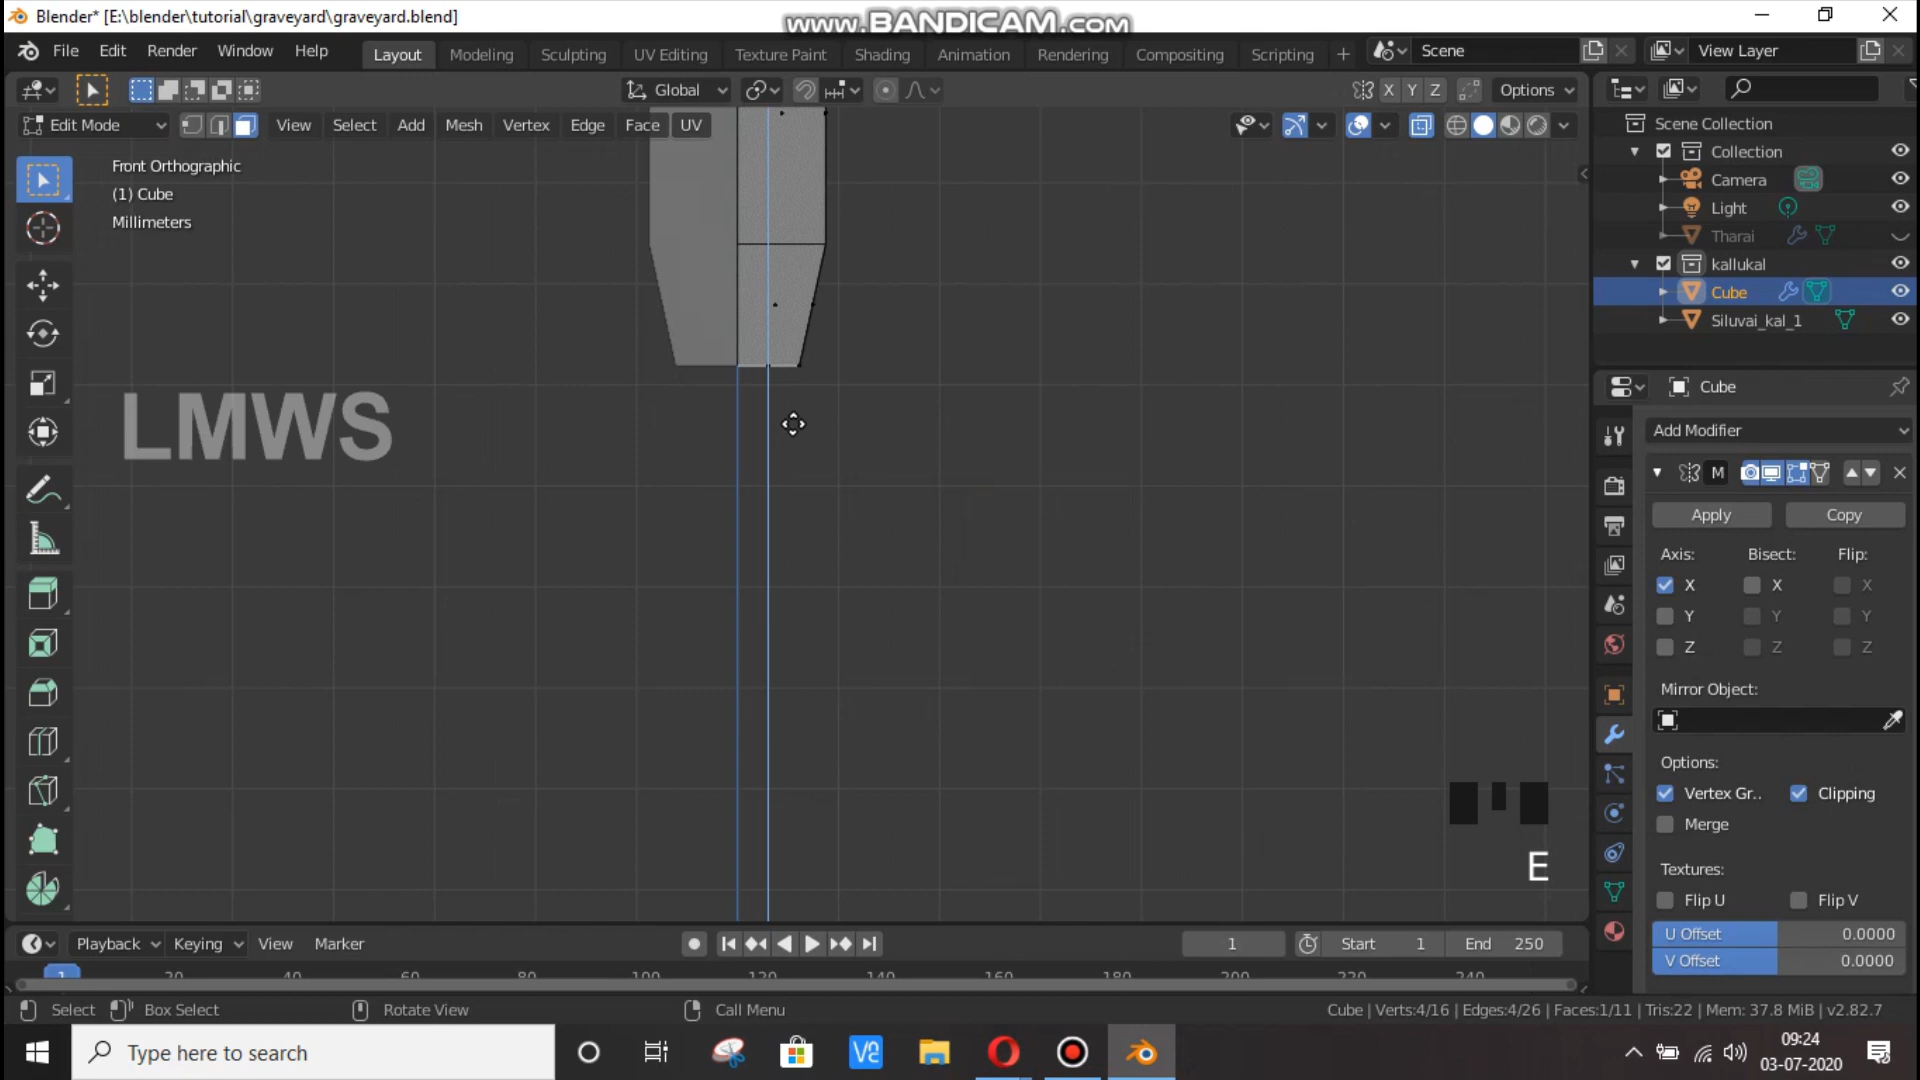 Blender* [E:\blender\tutorial\graveyard\graveyard.blend]
www.BANDICAM.com
File Edit Render Window Help
Layout Modeling Sculpting UV Editing Texture Paint Shading Animation Rendering Compositing Scripting +
Scene
View Layer
Global
X Y Z
Options
Edit Mode
View Select Add Mesh Vertex Edge Face UV
Front Orthographic
(1) Cube
Millimeters
LMWS
E
Scene Collection
Collection
Camera
Light
Tharai
kallukal
Cube
Siluvai_kal_1
Cube
Add Modifier
M
Apply Copy
Axis: Bisect: Flip:
X X X
Y Y Y
Z Z Z
Mirror Object:
Options:
Vertex Gr.. Clipping
Merge
Textures:
Flip U Flip V
U Offset 0.0000
V Offset 0.0000
Playback Keying View Marker
1
Start 1
End 250
1 20 40 60 80 100 120 140 160 180 200 220 240
Select Box Select Rotate View Call Menu
Cube | Verts:4/16 | Edges:4/26 | Faces:1/11 | Tris:22 | Mem: 37.8 MiB | v2.82.7
Type here to search
09:24
03-07-2020